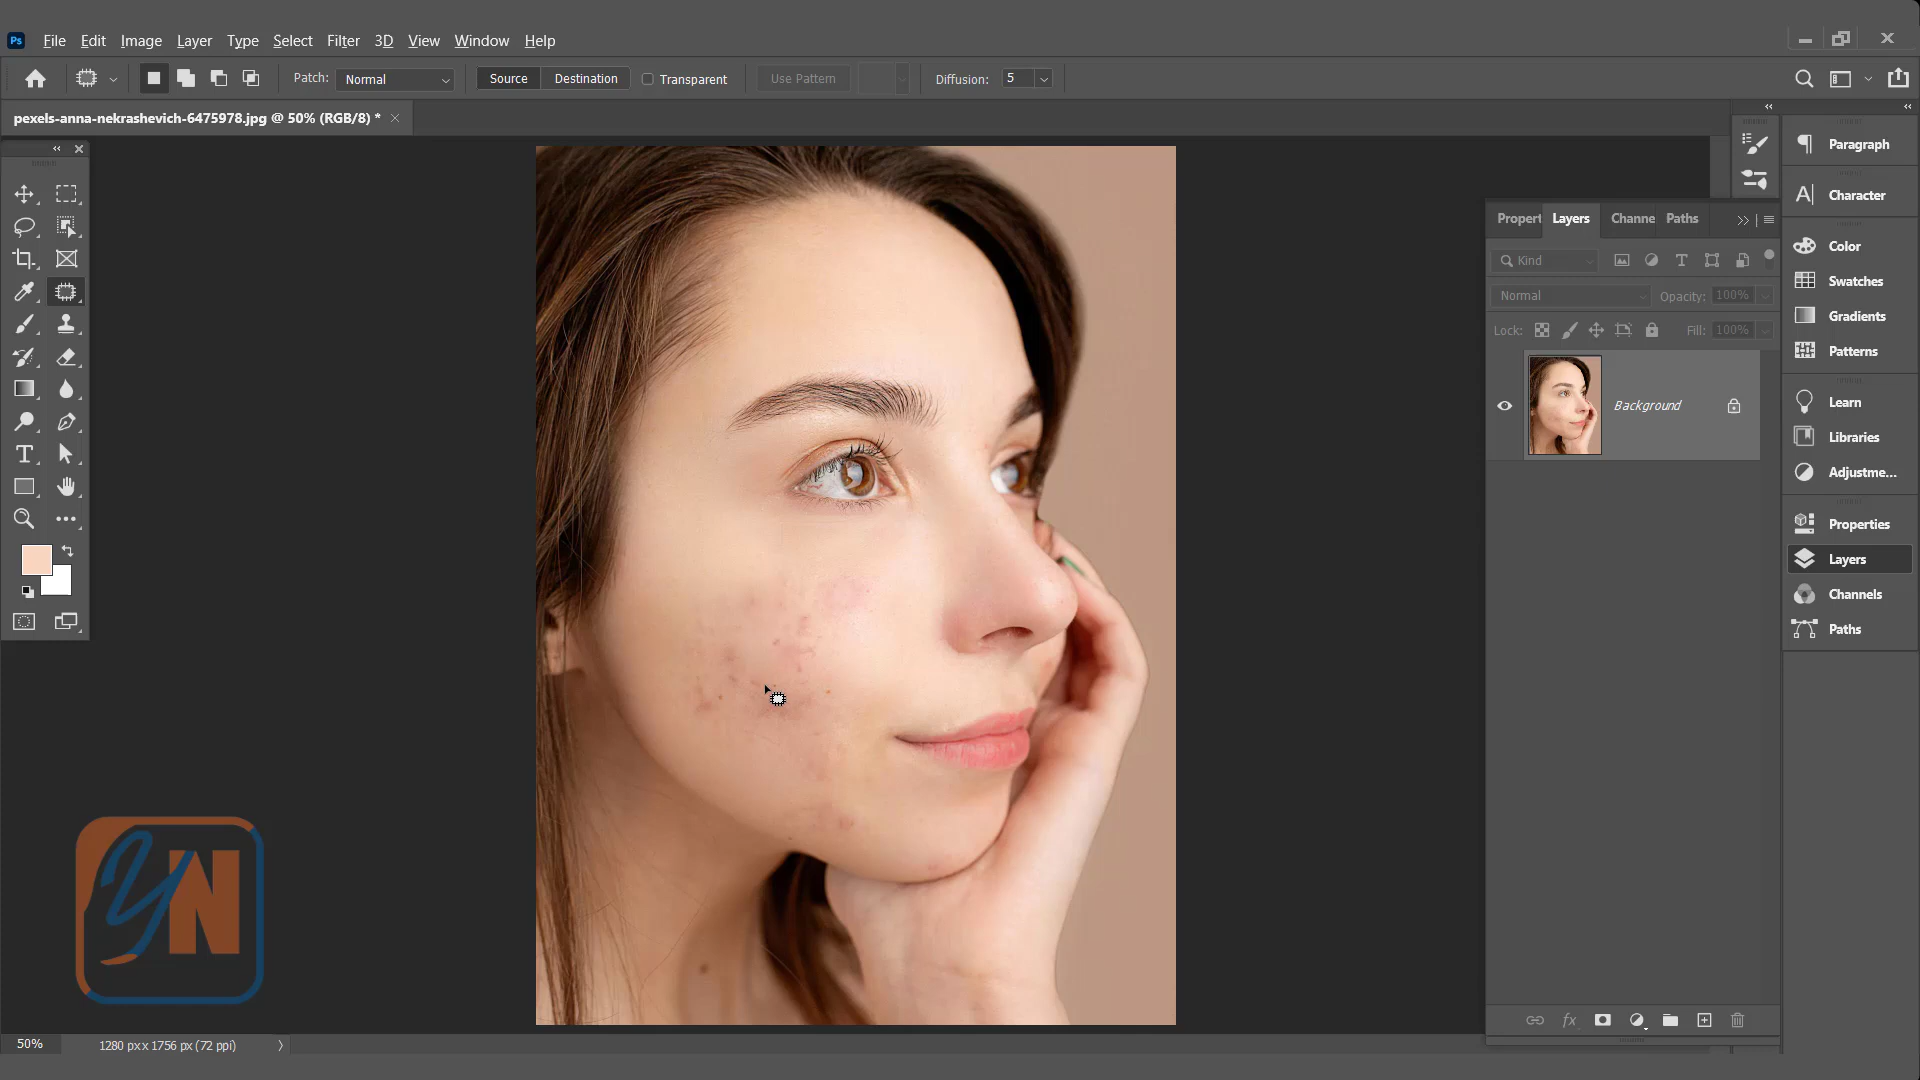 Ps File Edit Image Layer Type Select Filter 3D View Window Help
Patch: Normal Source Destination Transparent Use Pattern Diffusion: 5
pexels-anna-nekrashevich-6475978.jpg @ 50% (RGB/8) *
Propert Layers Channe Paths
Kind
Normal Opacity: 100%
Lock: Fill: 100%
Background
fx
Paragraph
Character
Color
Swatches
Gradients
Patterns
Learn
Libraries
Adjustme...
Properties
Layers
Channels
Paths
YN
50% 1280 px x 1756 px (72 ppi)